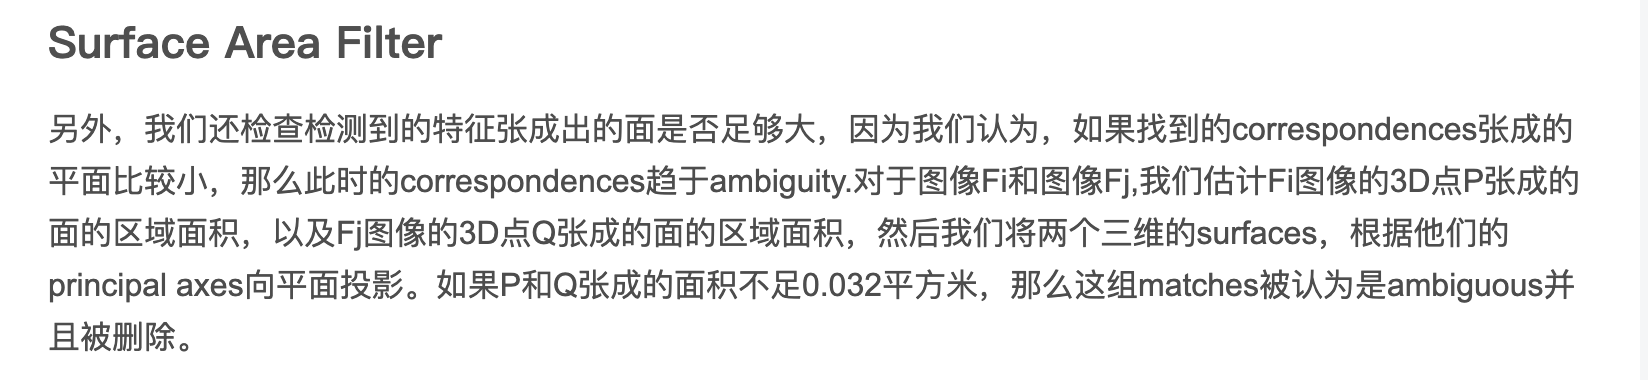 Surface Area Filter
另外，我们还检查检测到的特征张成出的面是否足够大，因为我们认为，如果找到的correspondences张成的
平面比较小，那么此时的correspondences趋于ambiguity.对于图像Fi和图像Fj,我们估计Fi图像的3D点P张成的
面的区域面积，以及Fj图像的3D点Q张成的面的区域面积，然后我们将两个三维的surfaces，根据他们的
principal axes向平面投影。如果P和Q张成的面积不足0.032平方米，那么这组matches被认为是ambiguous并
且被删除。